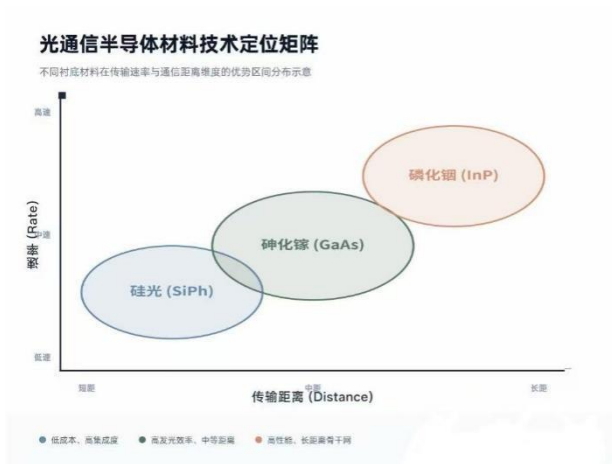 光通信半导体材料技术定位矩阵
不同衬底材料在传输速率与通信距离维度的优势区间分布示意
高速
磷化铟 (InP)
速率 (Rate)
中速
砷化镓 (GaAs)
硅光 (SiPh)
低速
短距
中距
长距
传输距离 (Distance)
低成本、高集成度
高发光效率、中等距离
高性能、长距离骨干网